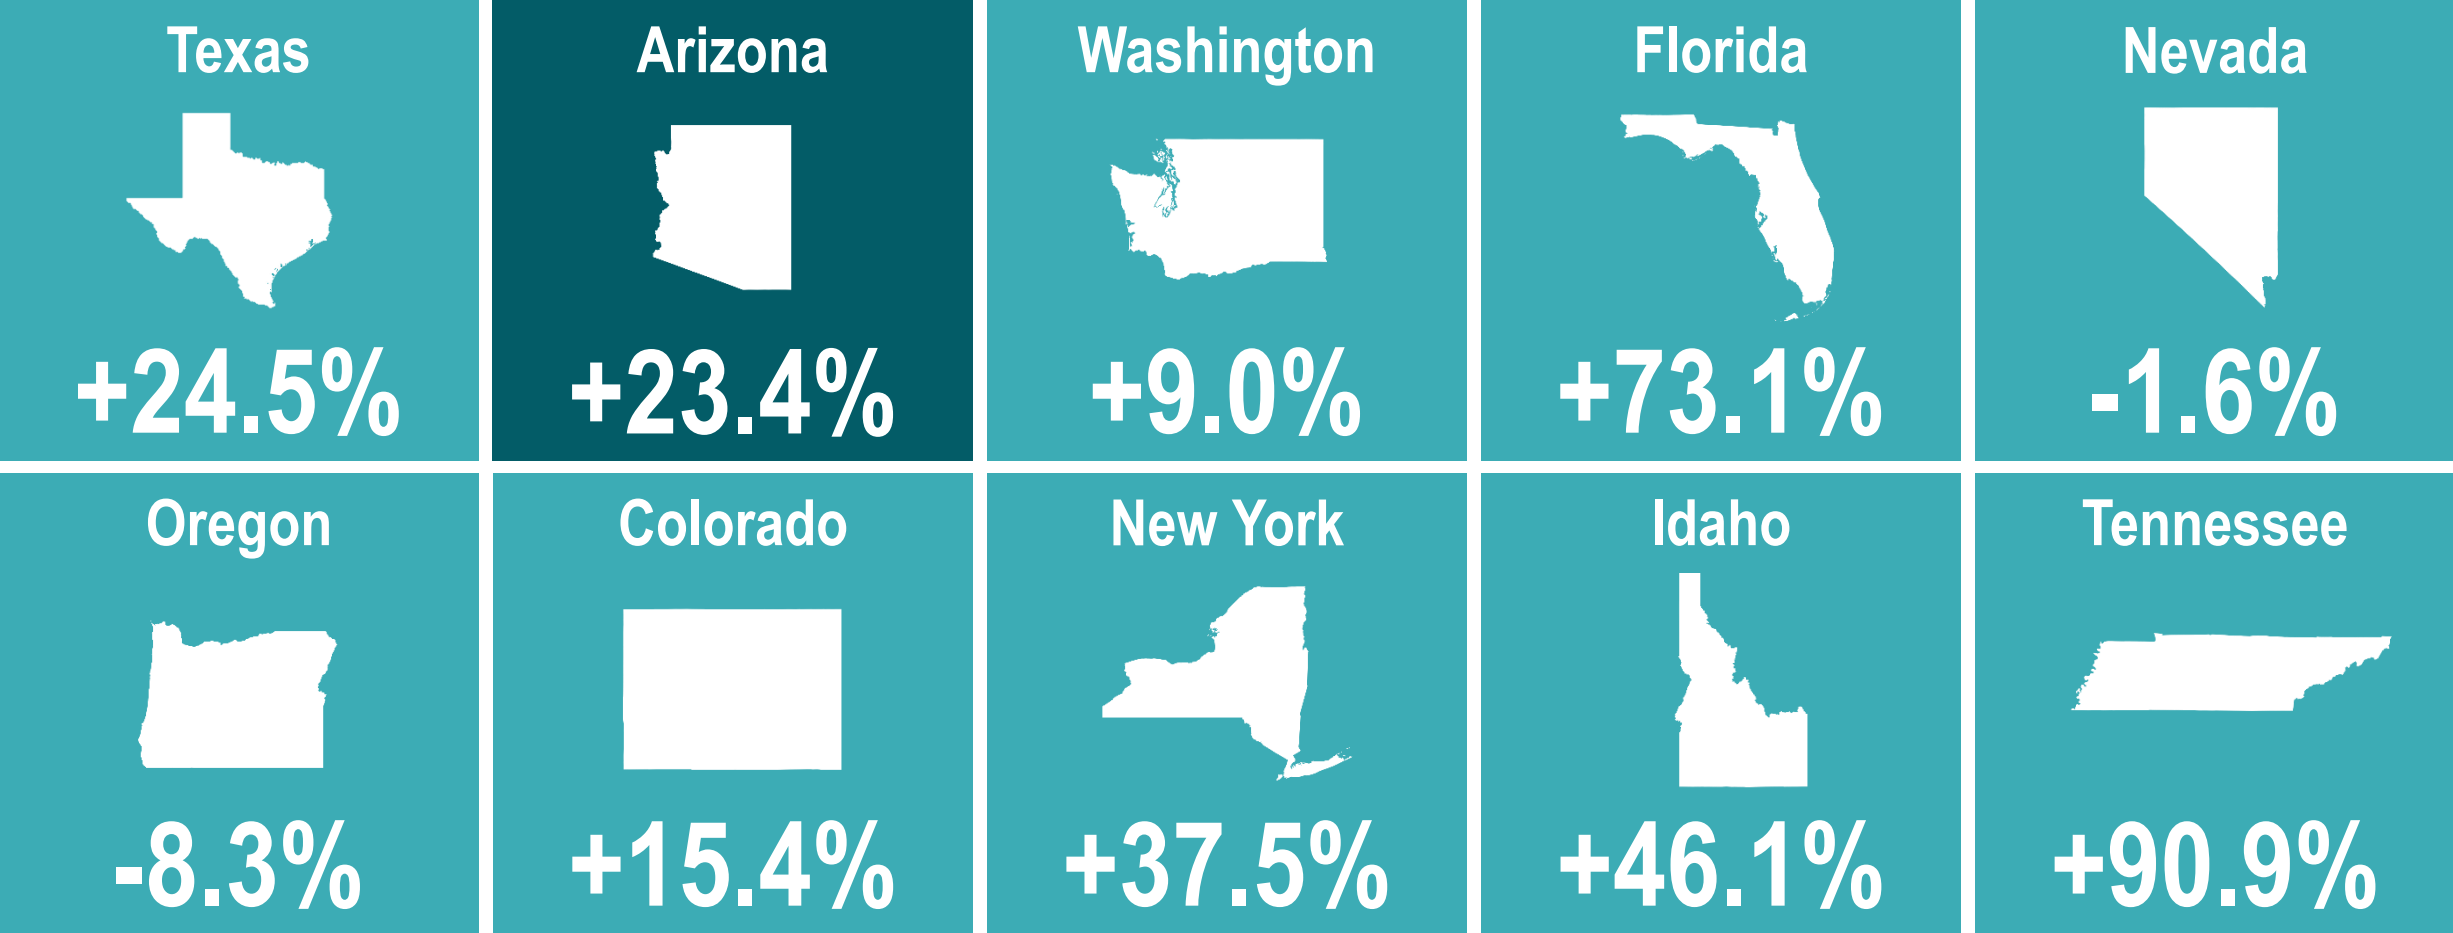 Texas
+24.5%
Arizona
+23.4%
Washington
+9.0%
Florida
+73.1%
Nevada
-1.6%
Oregon
-8.3%
Colorado
+15.4%
New York
+37.5%
Idaho
+46.1%
Tennessee
+90.9%